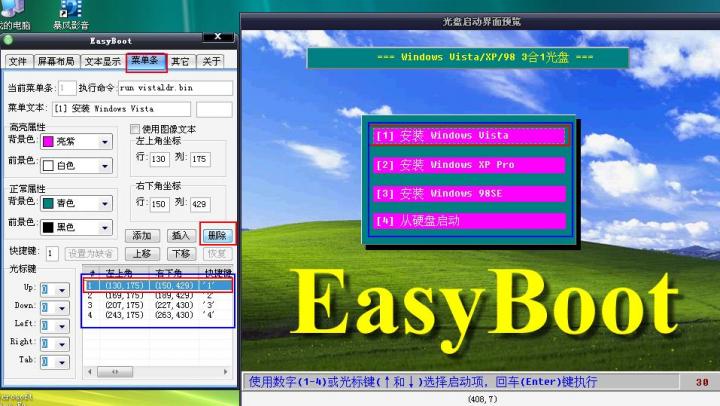 的电脑
暴风影音
EasyBoot
X
文件 屏幕布局 文本显示 菜单条 其它 关于
当前菜单条: 1 执行命令: run vistaldr.bin
菜单文本: [1] 安装 Windows Vista
高亮属性
背景色: 亮紫
前景色: 白色
使用图像文本
左上角坐标
行: 130 列: 175
正常属性
背景色: 青色
前景色: 黑色
右下角坐标
行: 150 列: 429
添加 插入 删除
快捷键: 1 设置为缺省 上移 下移 恢复
光标键
Up: 0
Down: 0
Left: 0
Right: 0
Tab: 0
# 左上角 右下角 快捷键
1 (130,175) (150,429) '1'
2 (169,175) (189,429) '2'
3 (207,175) (227,430) '3'
4 (243,175) (263,430) '4'
光盘启动界面预览
=== Windows Vista/XP/98 3合1光盘 ===
[1] 安装 Windows Vista
[2] 安装 Windows XP Pro
[3] 安装 Windows 98SE
[4] 从硬盘启动
EasyBoot
使用数字(1-4)或光标键(↑和↓)选择启动项，回车(Enter)键执行
30
(408,7)